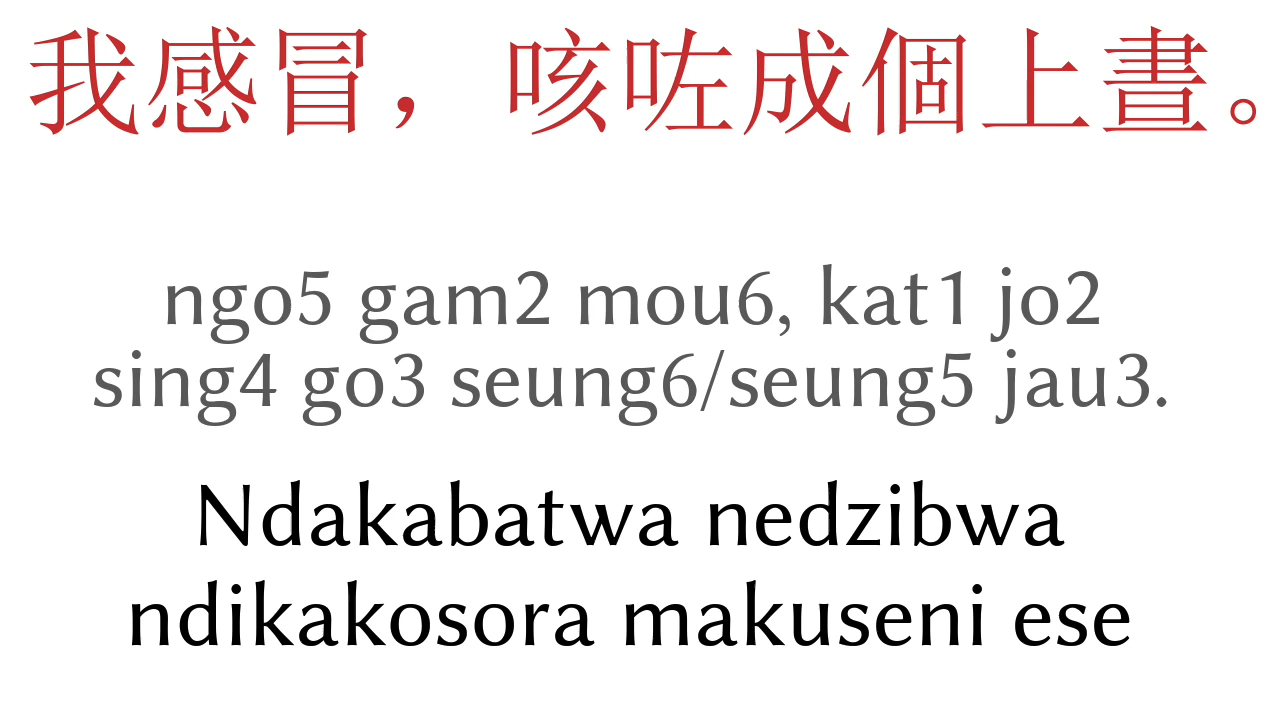 我感冒，咳咗成個上晝。
ngo5 gam2 mou6, kat1 jo2
sing4 go3 seung6/seung5 jau3.
Ndakabatwa nedzibwa
ndikakosora makuseni ese